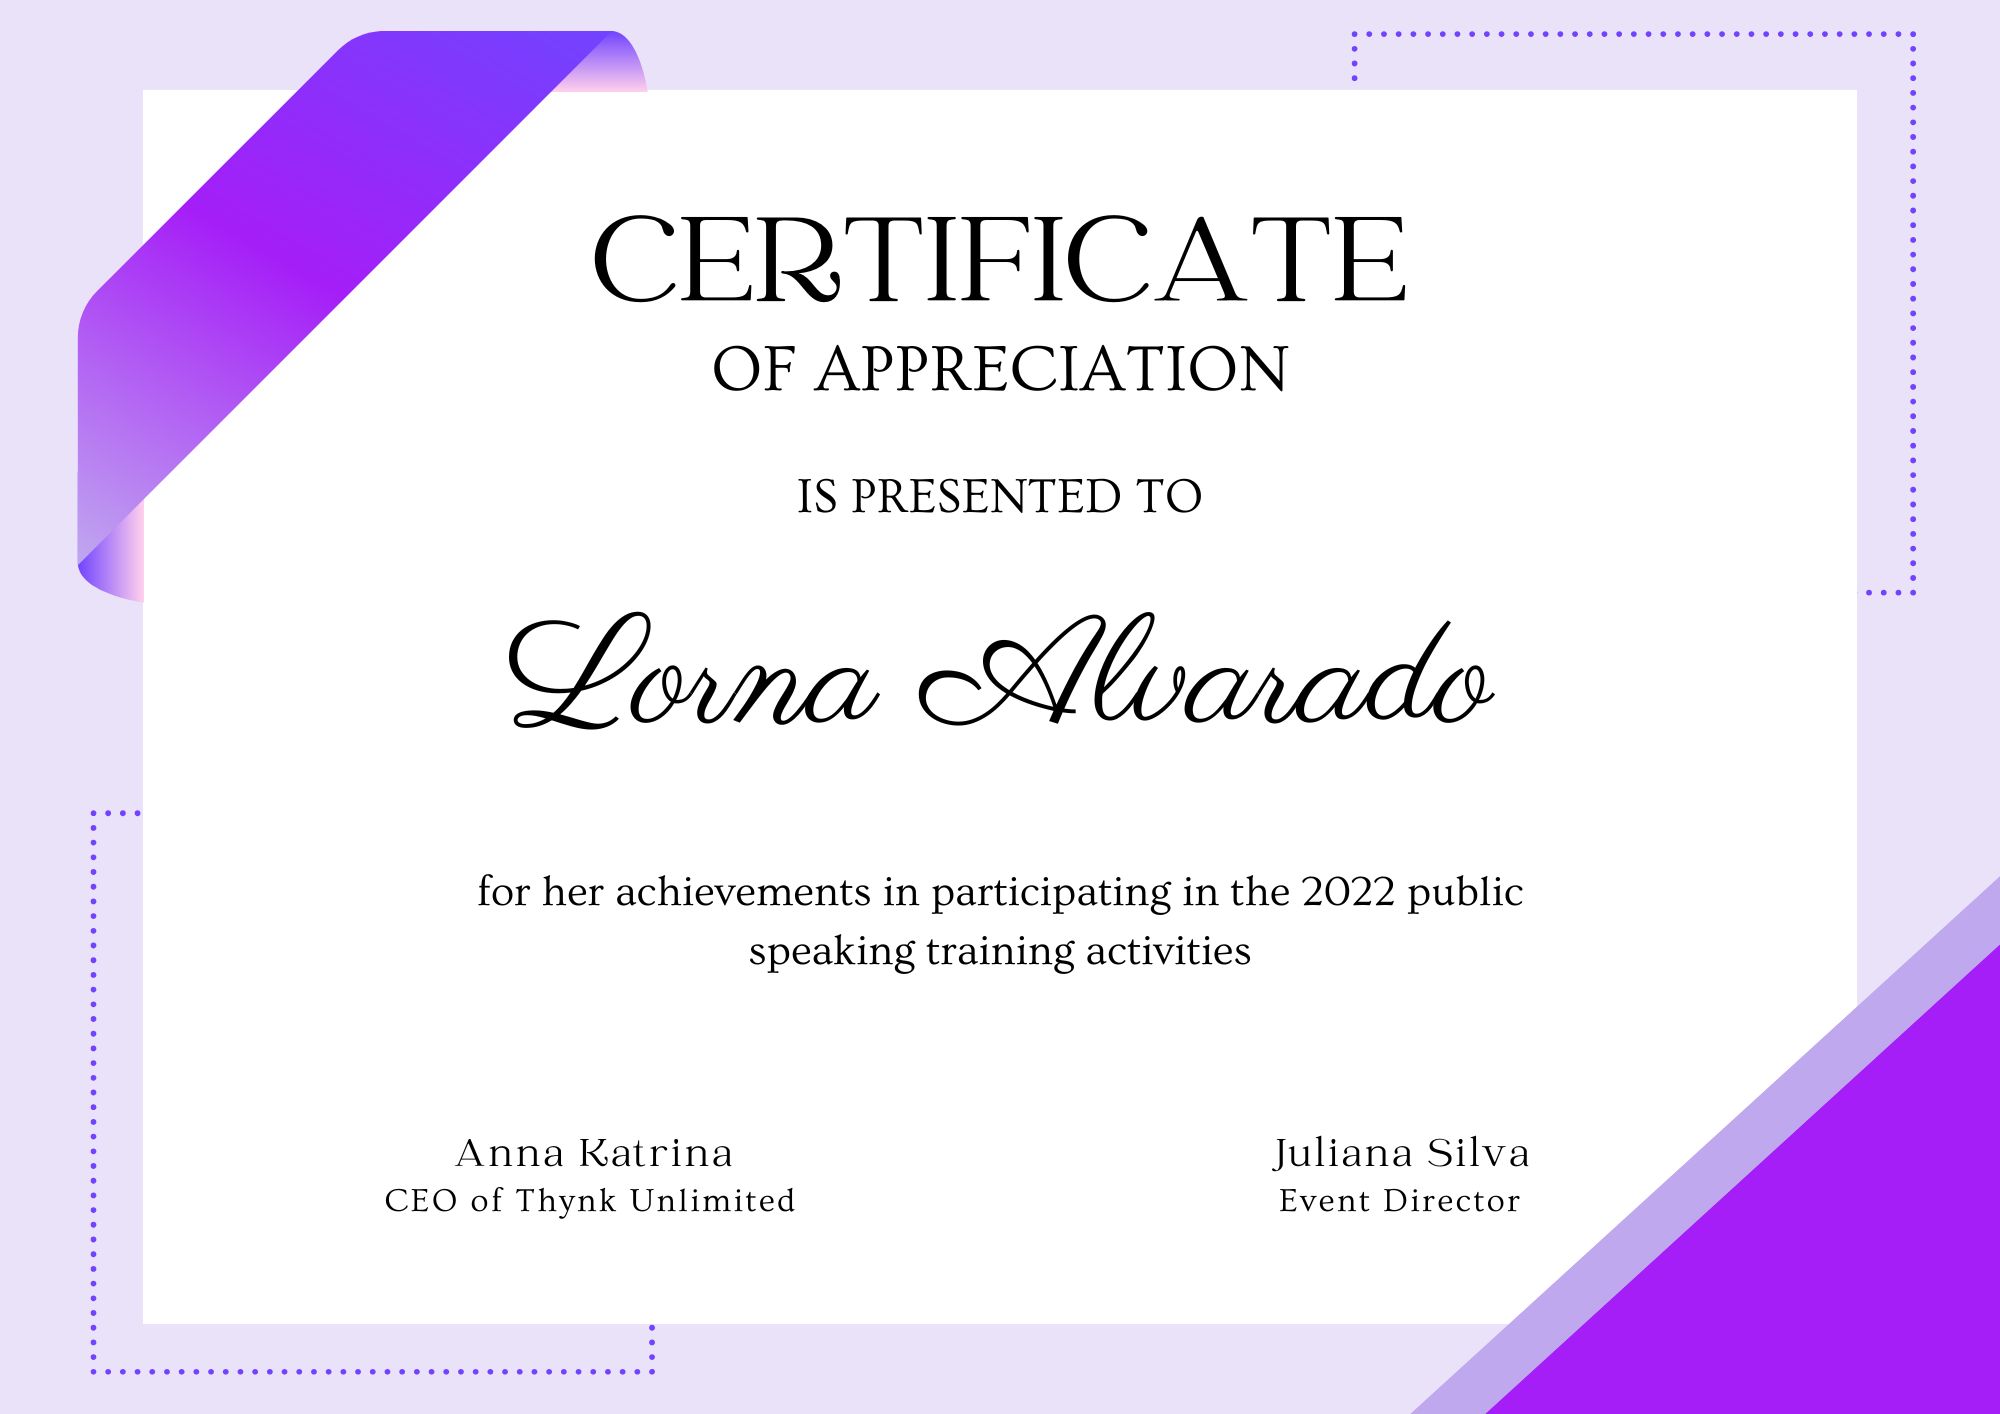 CERTIFICATE
OF APPRECIATION
IS PRESENTED TO
Lorna Alvarado
for her achievements in participating in the 2022 public
speaking training activities
Anna Katrina
CEO of Thynk Unlimited
Juliana Silva
Event Director